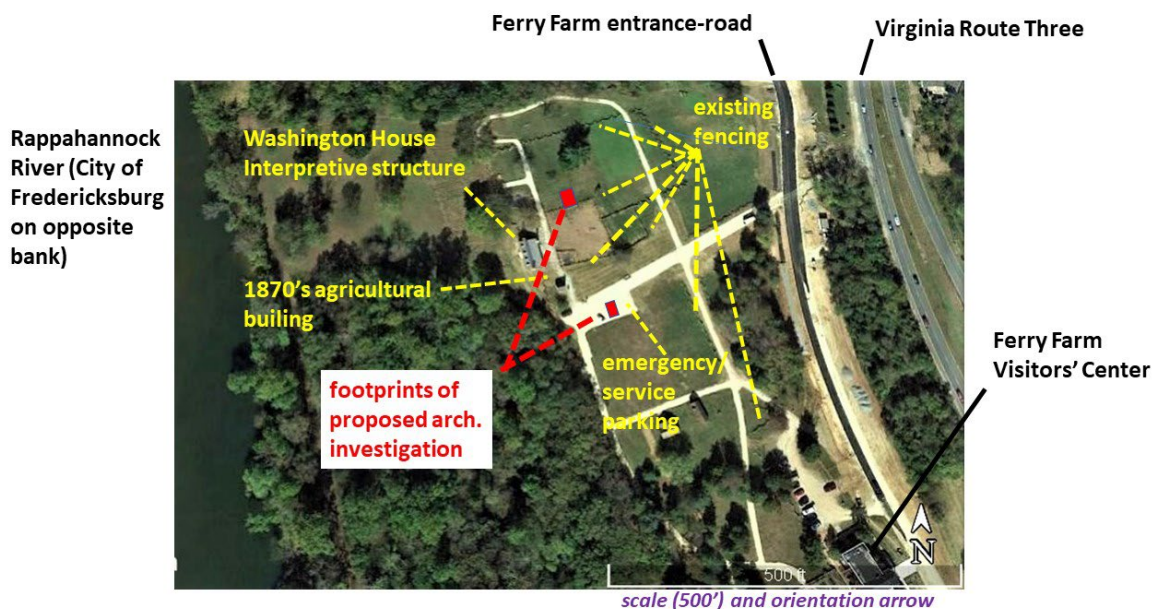 Ferry Farm entrance-road
Virginia Route Three
Rappahannock
River (City of
Fredericksburg
on opposite
bank)
Washington House
Interpretive structure
existing
fencing
1870's agricultural
builing
emergency/
service
parking
Ferry Farm
Visitors' Center
footprints of
proposed arch.
investigation
N
500 ft
scale (500') and orientation arrow